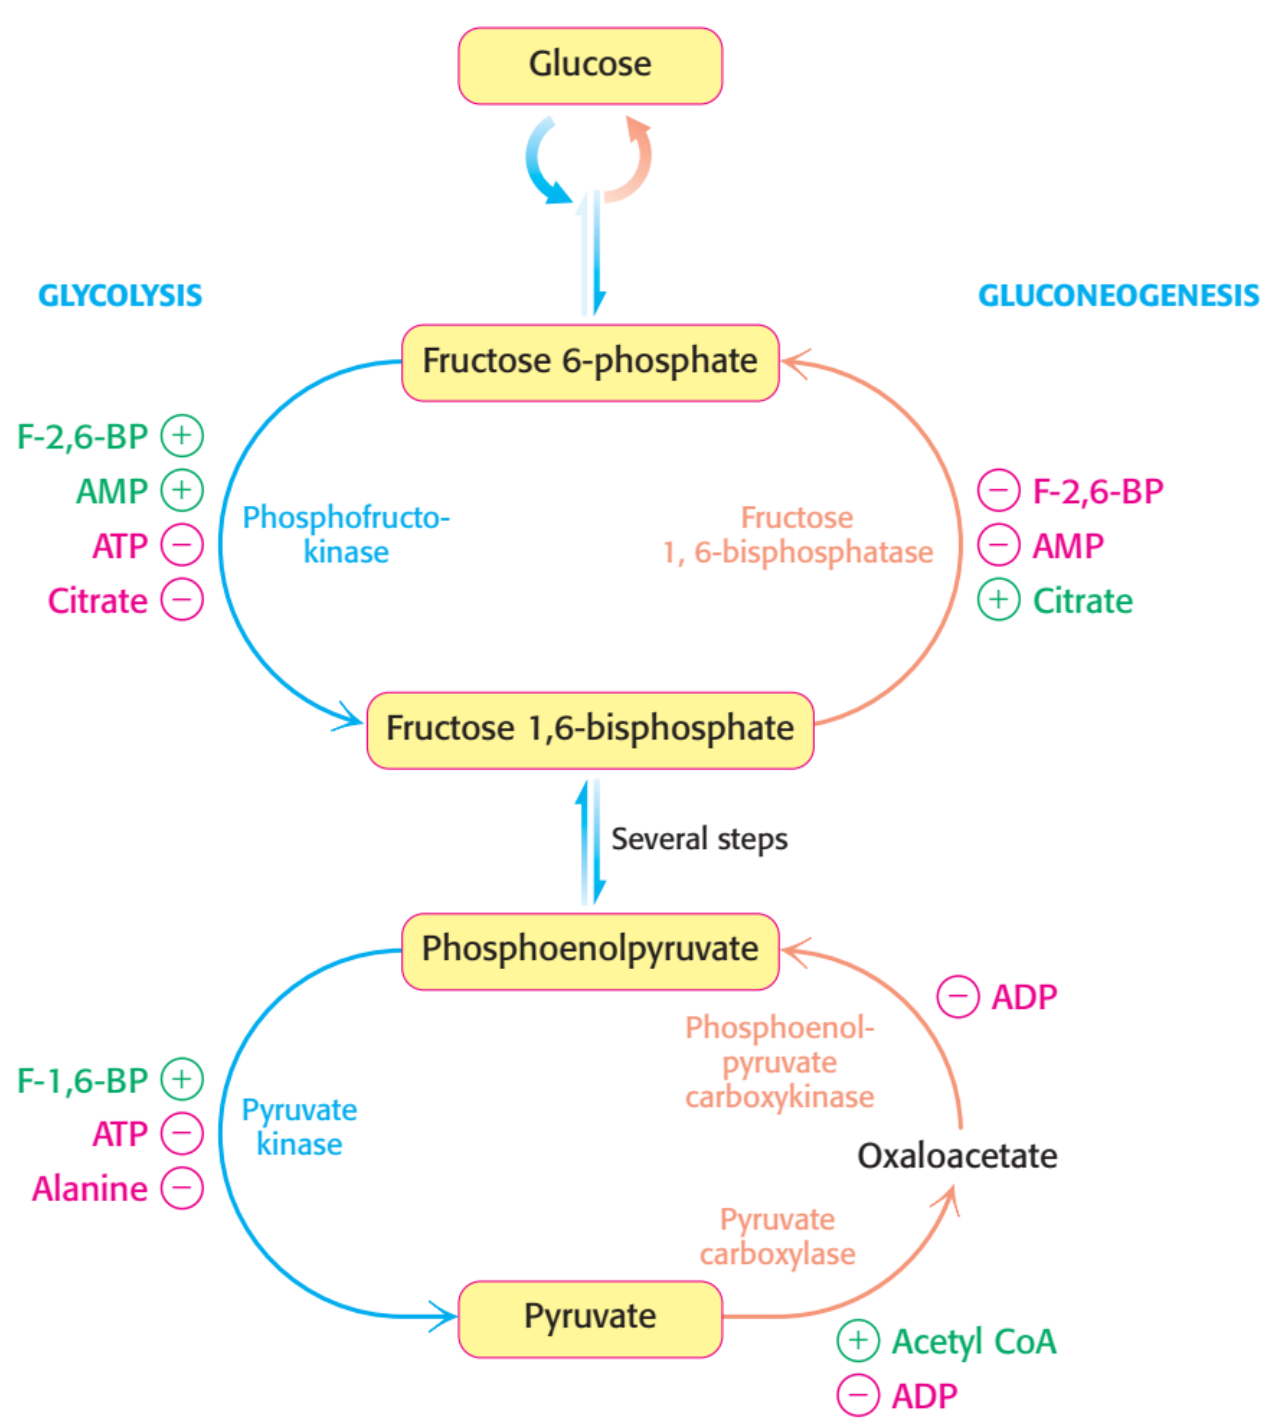 Glucose
GLYCOLYSIS
GLUCONEOGENESIS
Fructose 6-phosphate
F-2,6-BP +
AMP +
ATP −
Citrate −
Phosphofructo-
kinase
Fructose
1, 6-bisphosphatase
− F-2,6-BP
− AMP
+ Citrate
Fructose 1,6-bisphosphate
Several steps
Phosphoenolpyruvate
− ADP
Phosphoenol-
pyruvate
carboxykinase
F-1,6-BP +
ATP −
Alanine −
Pyruvate
kinase
Oxaloacetate
Pyruvate
carboxylase
Pyruvate
+ Acetyl CoA
− ADP